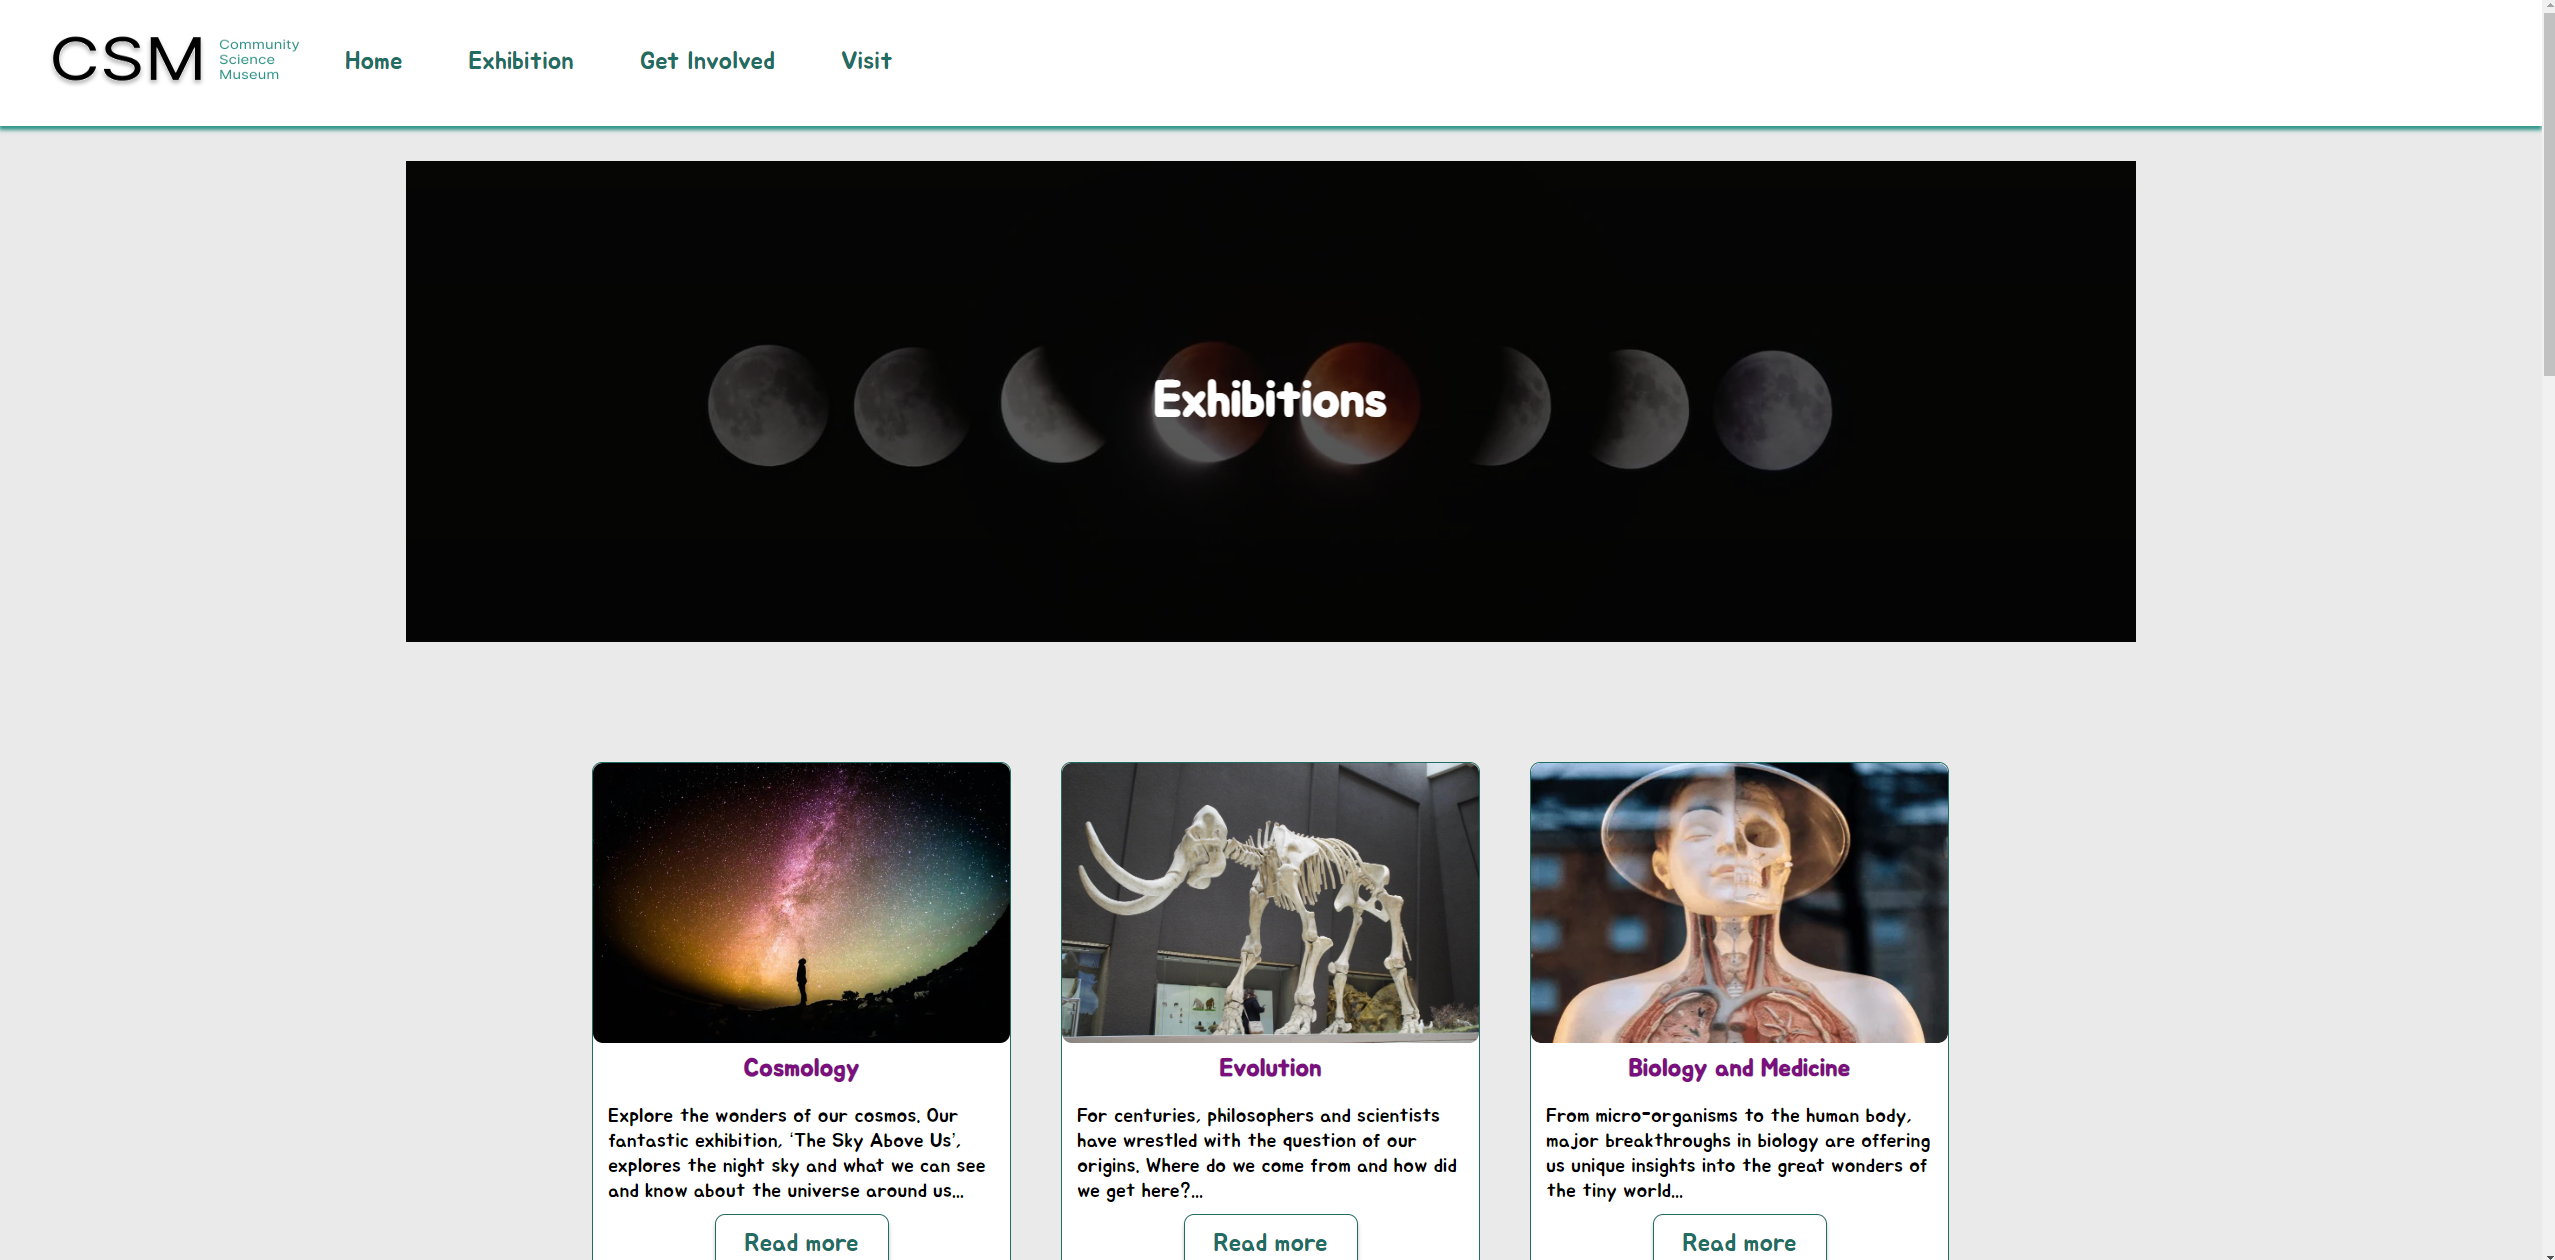 CSM
Community
Science
Museum
Home
Exhibition
Get Involved
Visit
Exhibitions
Cosmology
Explore the wonders of our cosmos. Our
fantastic exhibition, ‘The Sky Above Us’,
explores the night sky and what we can see
and know about the universe around us...
Read more
Evolution
For centuries, philosophers and scientists
have wrestled with the question of our
origins. Where do we come from and how did
we get here?...
Read more
Biology and Medicine
From micro-organisms to the human body,
major breakthroughs in biology are offering
us unique insights into the great wonders of
the tiny world...
Read more